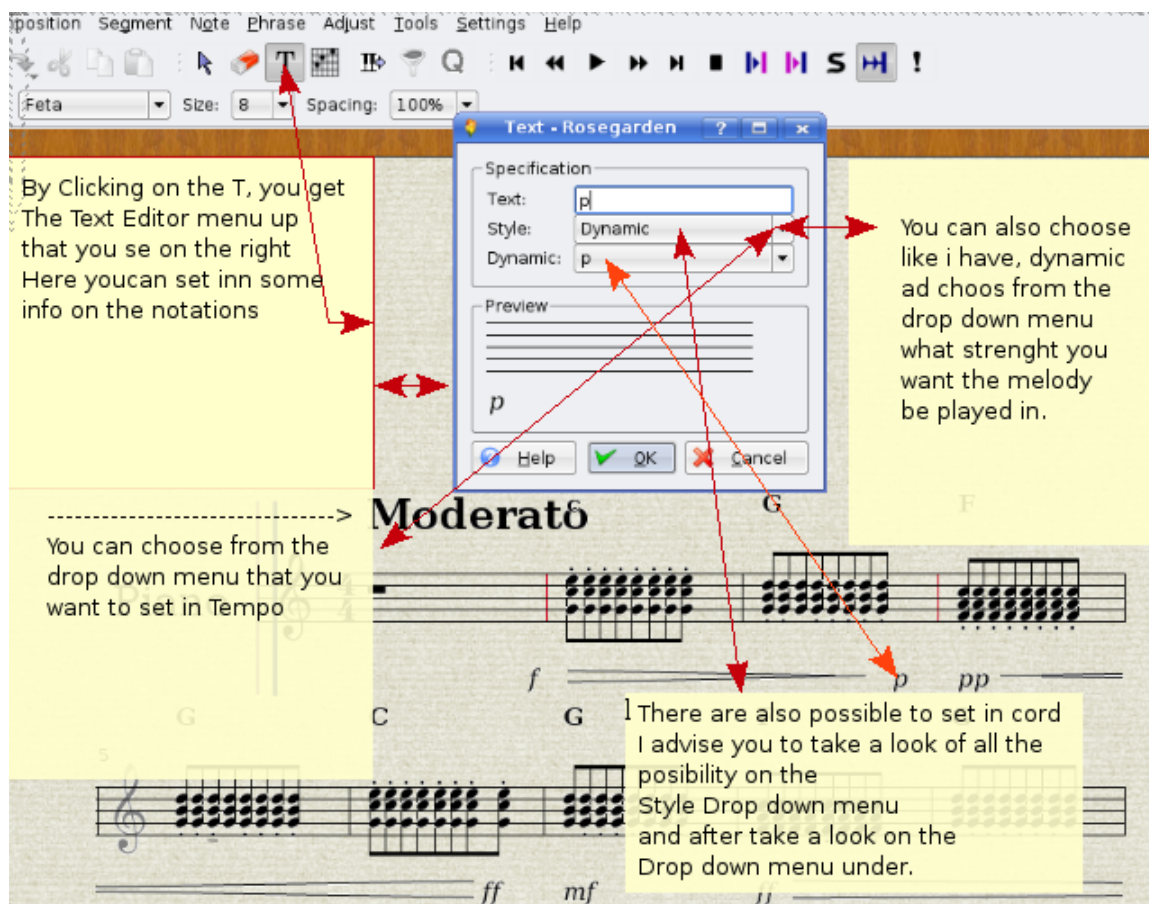 position Segment Note Phrase Adjust Tools Settings Help
T Q S !
Feta Size: 8 Spacing: 100%
Text - Rosegarden ?
Specification
Text: p
Style: Dynamic
Dynamic: p
Preview
p
Help OK Cancel
By Clicking on the T, you get
The Text Editor menu up
that you se on the right
Here youcan set inn some
info on the notations
You can also choose
like i have, dynamic
ad choos from the
drop down menu
what strenght you
want the melody
be played in.
------------------------------>
You can choose from the
drop down menu that you
want to set in Tempo
Moderato
G F
Piano 4 4
f p pp
G C G
There are also possible to set in cord
I advise you to take a look of all the
posibility on the
Style Drop down menu
and after take a look on the
Drop down menu under.
5
ff mf ff